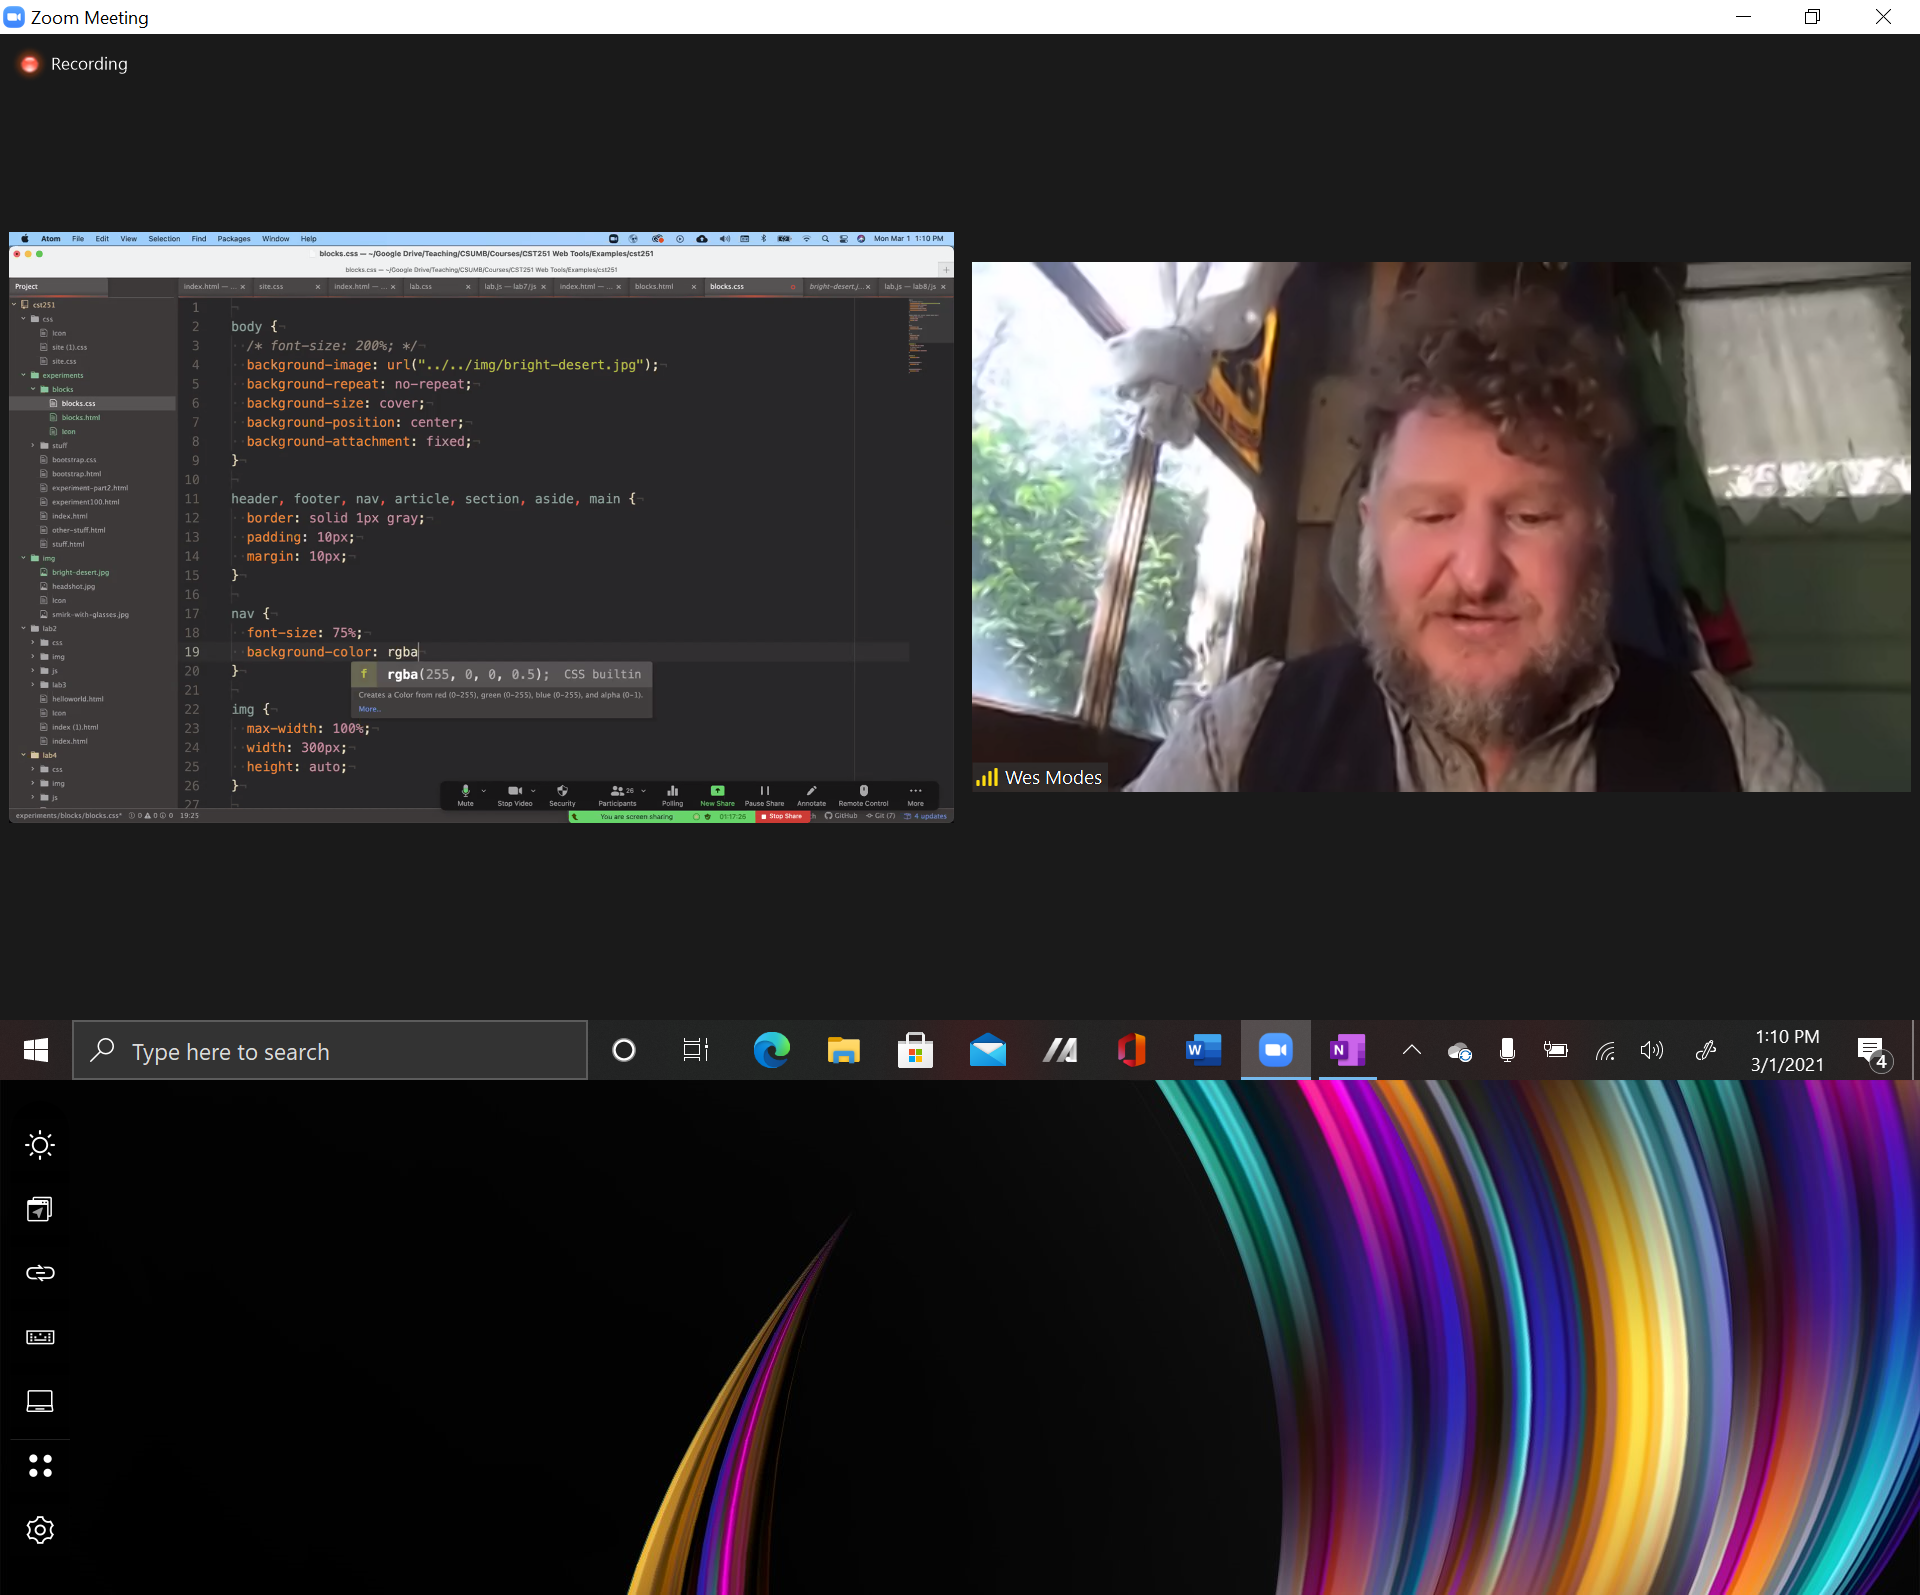 Zoom Meeting
Recording
Atom File Edit View Selection Find Packages Window Help
Mon Mar 1 1:10 PM
blocks.css — ~/Google Drive/Teaching/CSUMB/Courses/CST251 Web Tools/Examples/cst251
blocks.css — ~/Google Drive/Teaching/CSUMB/Courses/CST251 Web Tools/Examples/cst251
Project
index.html — ... site.css index.html — ... lab.css lab.js — lab7/js index.html — ... blocks.html blocks.css bright-desert.j... lab.js — lab8/js
cst251
css
Icon
site (1).css
site.css
experiments
blocks
blocks.css
blocks.html
Icon
stuff
bootstrap.css
bootstrap.html
experiment-part2.html
experiment100.html
index.html
other-stuff.html
stuff.html
img
bright-desert.jpg
headshot.jpg
Icon
smirk-with-glasses.jpg
lab2
css
img
js
lab3
helloworld.html
Icon
index (1).html
index.html
lab4
css
img
js
1
2 body {
3 /* font-size: 200%; */
4 background-image: url("../../img/bright-desert.jpg");
5 background-repeat: no-repeat;
6 background-size: cover;
7 background-position: center;
8 background-attachment: fixed;
9 }
10
11 header, footer, nav, article, section, aside, main {
12 border: solid 1px gray;
13 padding: 10px;
14 margin: 10px;
15 }
16
17 nav {
18 font-size: 75%;
19 background-color: rgba
20 }
21
22 img {
23 max-width: 100%;
24 width: 300px;
25 height: auto;
26 }
27
f rgba(255, 0, 0, 0.5); CSS builtin
Creates a Color from red (0-255), green (0-255), blue (0-255), and alpha (0-1).
More..
26
Mute Stop Video Security Participants Polling New Share Pause Share Annotate Remote Control More
experiments/blocks/blocks.css* 0 0 0 19:25
You are screen sharing 01:17:26 Stop Share
GitHub Git (7) 4 updates
Wes Modes
Type here to search
W
N
1:10 PM
3/1/2021
4